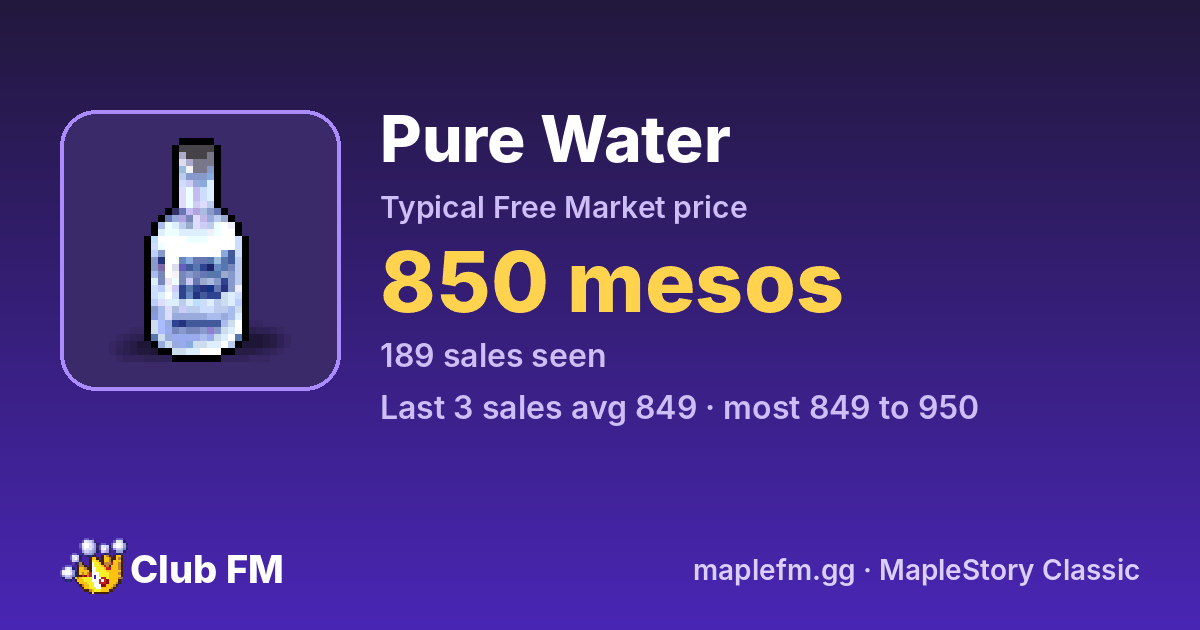 Pure Water
Typical Free Market price
850 mesos
189 sales seen
Last 3 sales avg 849 · most 849 to 950
Club FM
maplefm.gg · MapleStory Classic